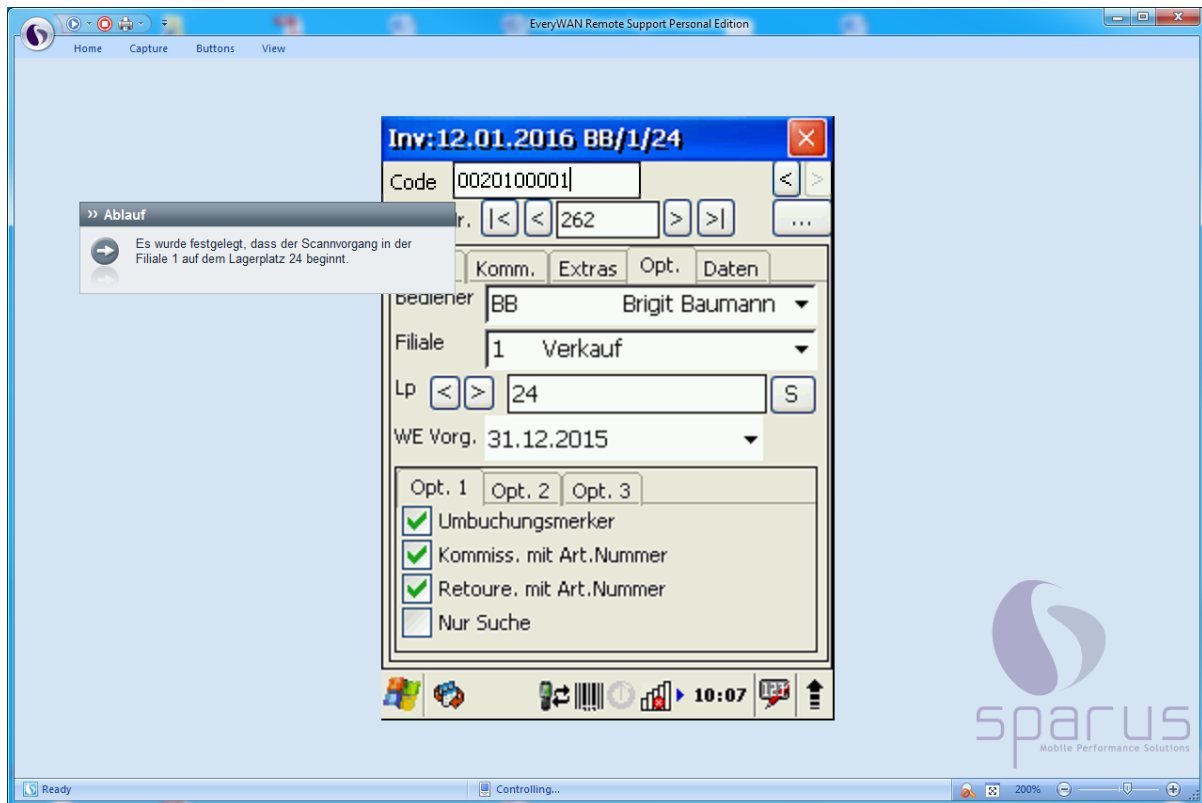 EveryWAN Remote Support Personal Edition
Home Capture Buttons View
Inv:12.01.2016 BB/1/24
Code 0020100001 < >
>> Ablauf
r. |< < 262 > >| ...
Es wurde festgelegt, dass der Scannvorgang in der
Filiale 1 auf dem Lagerplatz 24 beginnt.
Komm. Extras Opt. Daten
Bediener BB Brigit Baumann
Filiale 1 Verkauf
Lp < > 24 S
WE Vorg. 31.12.2015
Opt. 1 Opt. 2 Opt. 3
Umbuchungsmerker
Kommiss. mit Art.Nummer
Retoure. mit Art.Nummer
Nur Suche
10:07 123
sparus
Mobile Performance Solutions
Ready Controlling... 200%